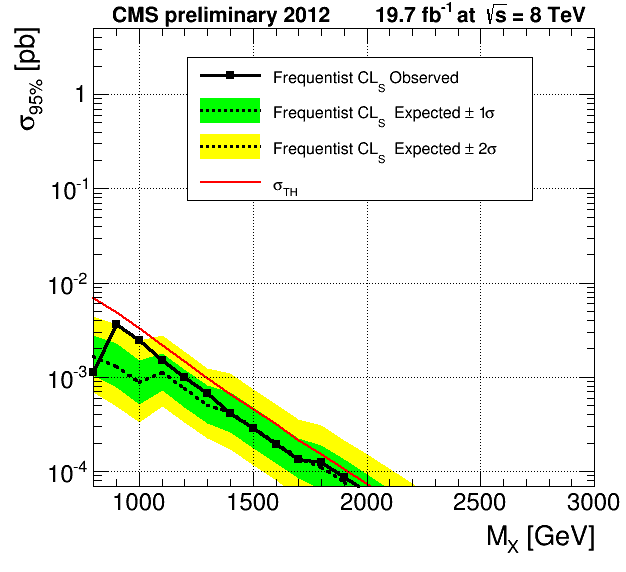 CMS preliminary 2012 19.7 fb⁻¹ at √s = 8 TeV
σ95% [pb]
Frequentist CLS Observed
Frequentist CLS Expected ± 1σ
Frequentist CLS Expected ± 2σ
σTH
1
10⁻¹
10⁻²
10⁻³
10⁻⁴
1000 1500 2000 2500 3000
MX [GeV]